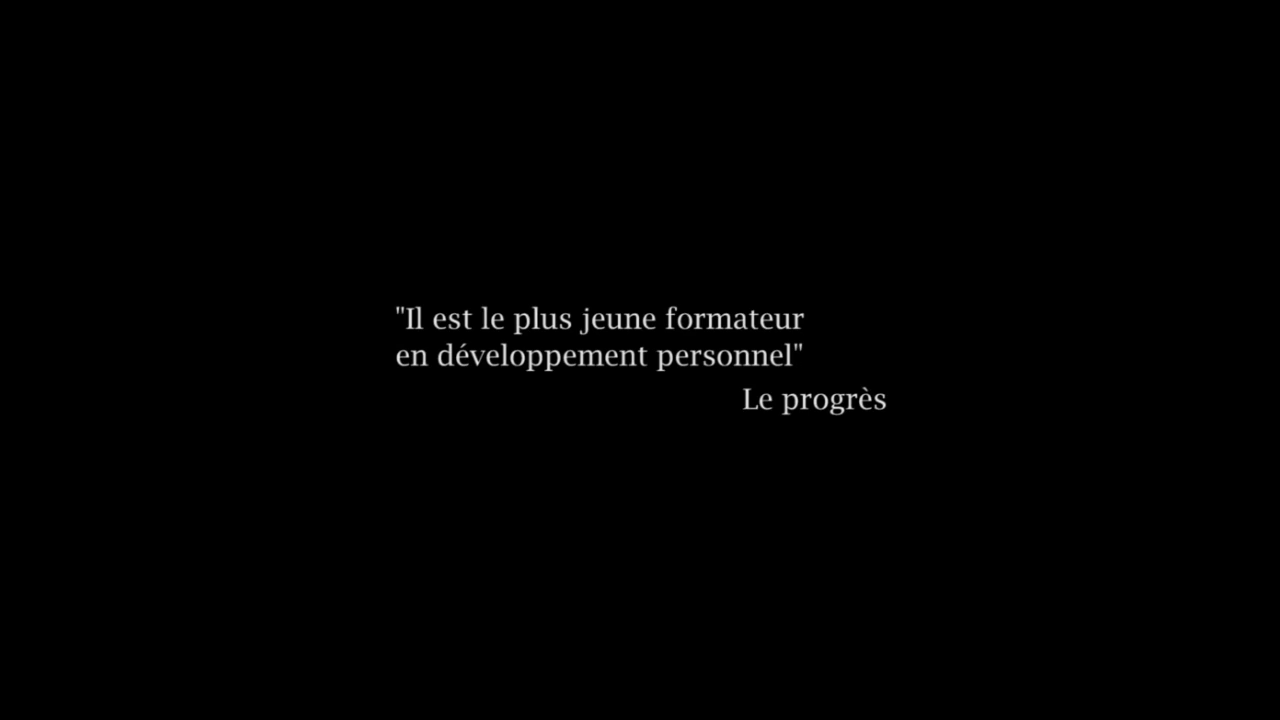 "Il est le plus jeune formateur
en développement personnel"
Le progrès